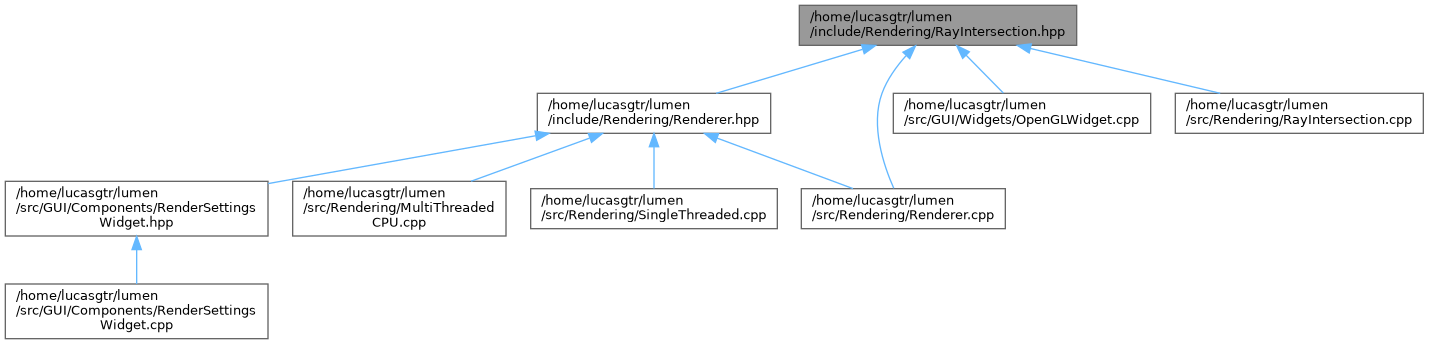 /home/lucasgtr/lumen
/include/Rendering/RayIntersection.hpp
/home/lucasgtr/lumen
/include/Rendering/Renderer.hpp
/home/lucasgtr/lumen
/src/GUI/Widgets/OpenGLWidget.cpp
/home/lucasgtr/lumen
/src/Rendering/RayIntersection.cpp
/home/lucasgtr/lumen
/src/GUI/Components/RenderSettings
Widget.hpp
/home/lucasgtr/lumen
/src/Rendering/MultiThreaded
CPU.cpp
/home/lucasgtr/lumen
/src/Rendering/SingleThreaded.cpp
/home/lucasgtr/lumen
/src/Rendering/Renderer.cpp
/home/lucasgtr/lumen
/src/GUI/Components/RenderSettings
Widget.cpp